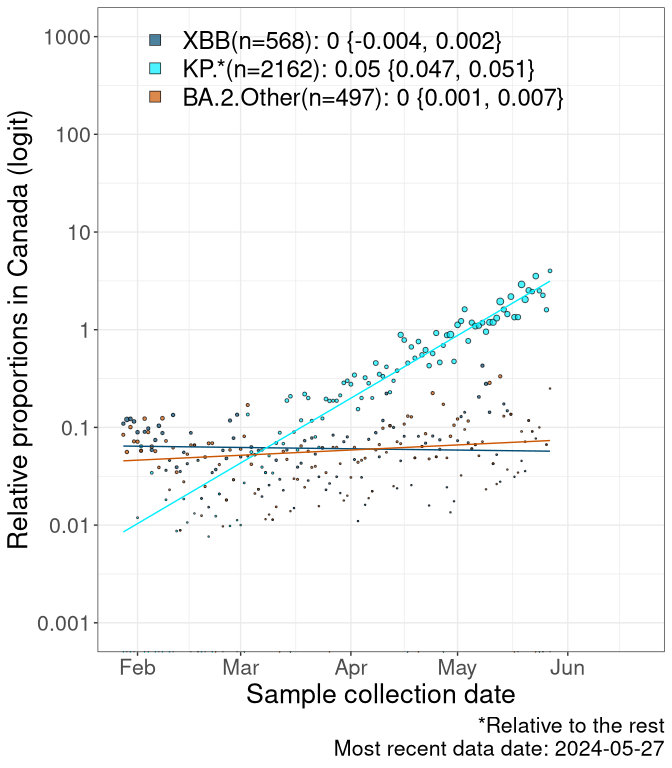 XBB(n=568): 0 {-0.004, 0.002}
KP.*(n=2162): 0.05 {0.047, 0.051}
BA.2.Other(n=497): 0 {0.001, 0.007}
Relative proportions in Canada (logit)
1000
100
10
1
0.1
0.01
0.001
Feb Mar Apr May Jun
Sample collection date
*Relative to the rest
Most recent data date: 2024-05-27